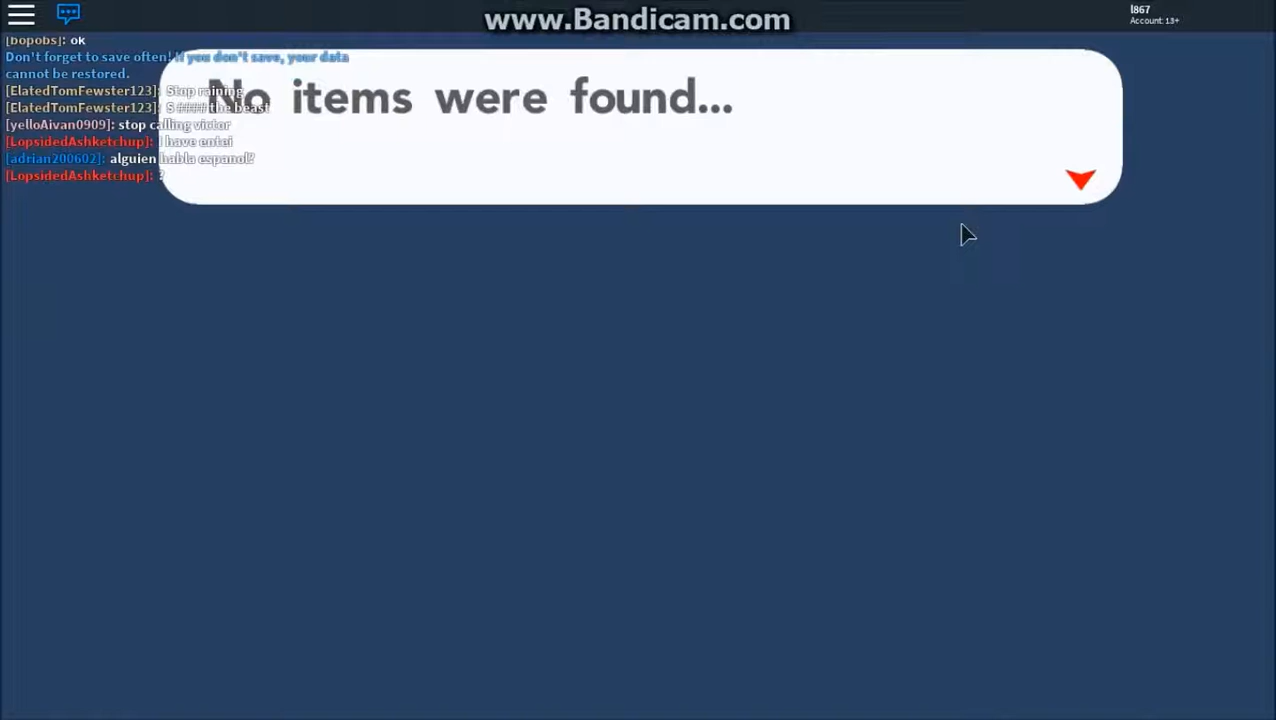 www.Bandicam.com
l867
Account: 13+
[bopobs]: ok
Don't forget to save often! If you don't save, your data
cannot be restored.
[ElatedTomFewster123]: Stop raining
[ElatedTomFewster123]: S #### the beast
[yelloAivan0909]: stop calling victor
[LopsidedAshketchup]: I have entei
[adrian200602]: alguien habla espanol?
[LopsidedAshketchup]: ?
No items were found...